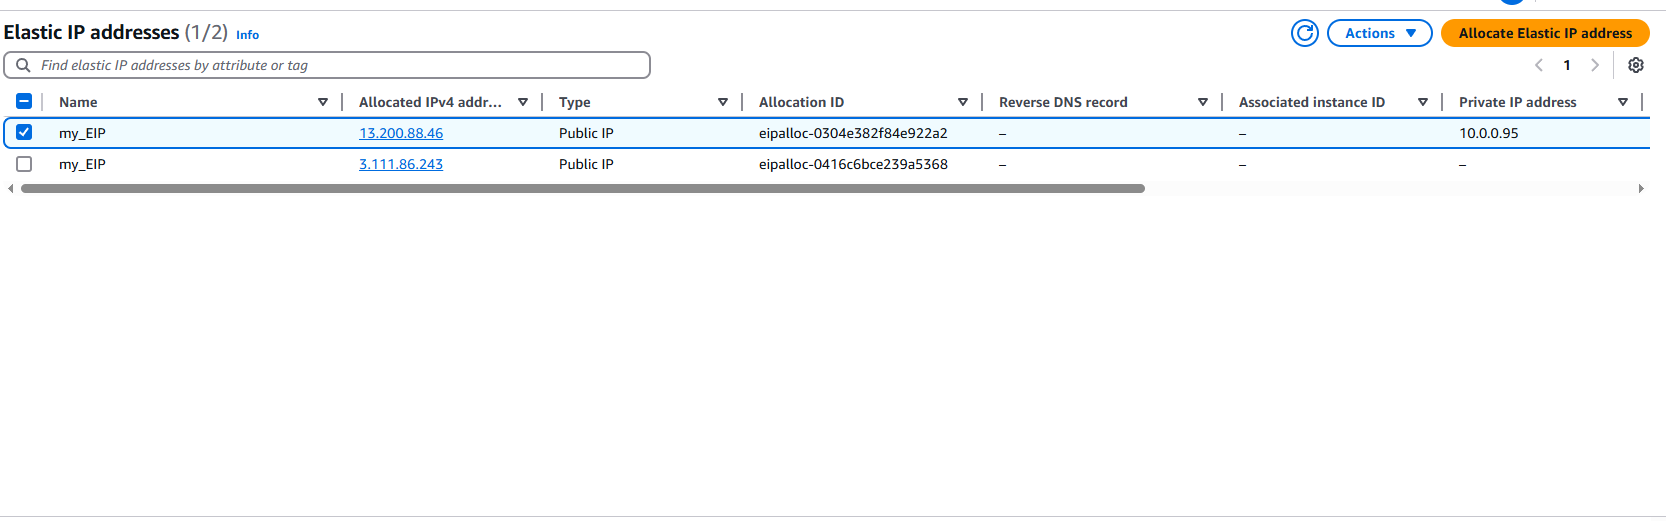 Elastic IP addresses (1/2) Info
Actions
Allocate Elastic IP address
Find elastic IP addresses by attribute or tag
1
Name Allocated IPv4 addr... Type Allocation ID Reverse DNS record Associated instance ID Private IP address
my_EIP 13.200.88.46 Public IP eipalloc-0304e382f84e922a2 – – 10.0.0.95
my_EIP 3.111.86.243 Public IP eipalloc-0416c6bce239a5368 – – –